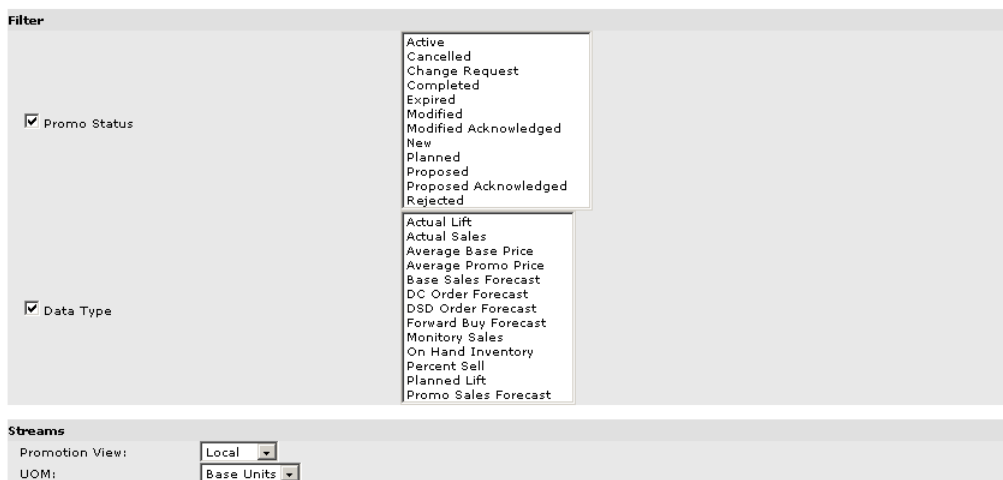 Filter
Promo Status
Active
Cancelled
Change Request
Completed
Expired
Modified
Modified Acknowledged
New
Planned
Proposed
Proposed Acknowledged
Rejected
Data Type
Actual Lift
Actual Sales
Average Base Price
Average Promo Price
Base Sales Forecast
DC Order Forecast
DSD Order Forecast
Forward Buy Forecast
Monitory Sales
On Hand Inventory
Percent Sell
Planned Lift
Promo Sales Forecast
Streams
Promotion View: Local
UOM: Base Units